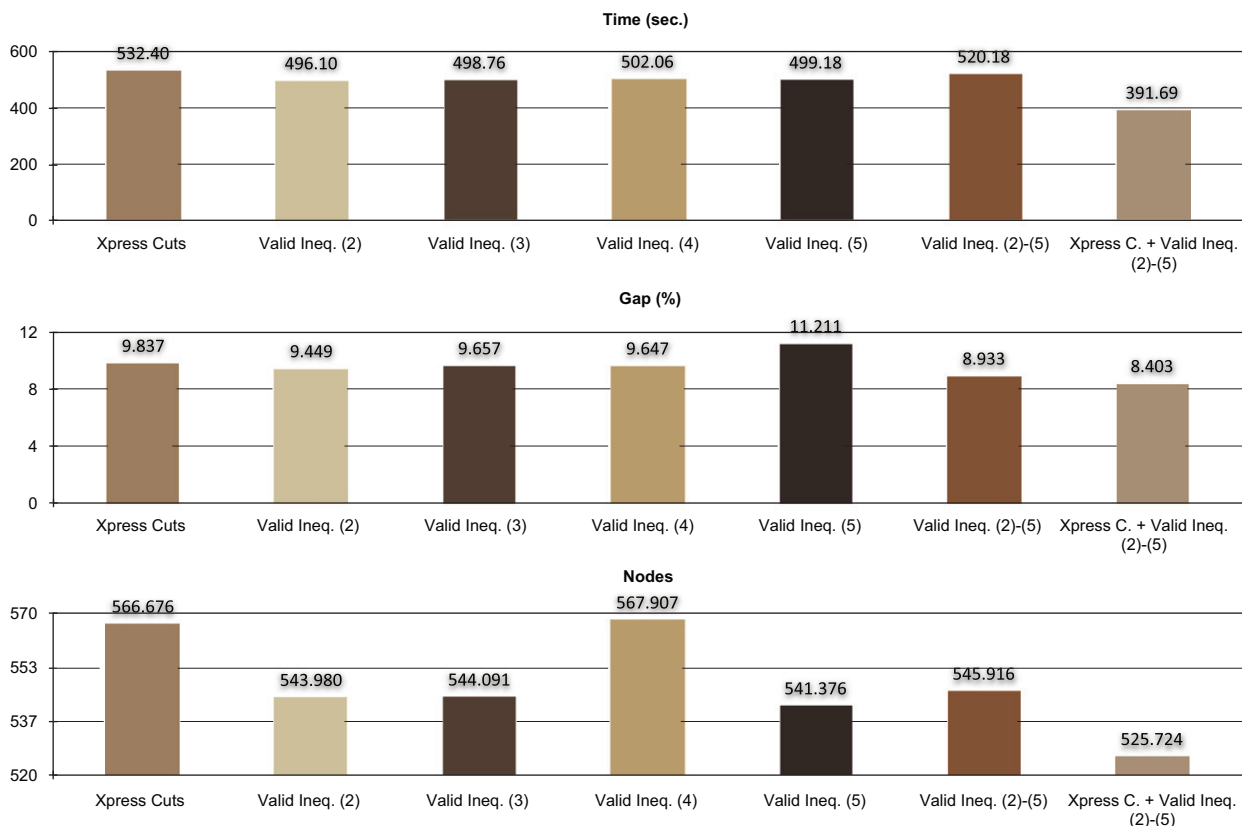 Time (sec.)
600
400
200
0
532.40
496.10
498.76
502.06
499.18
520.18
391.69
Xpress Cuts
Valid Ineq. (2)
Valid Ineq. (3)
Valid Ineq. (4)
Valid Ineq. (5)
Valid Ineq. (2)-(5)
Xpress C. + Valid Ineq.
(2)-(5)
Gap (%)
12
8
4
0
9.837
9.449
9.657
9.647
11.211
8.933
8.403
Xpress Cuts
Valid Ineq. (2)
Valid Ineq. (3)
Valid Ineq. (4)
Valid Ineq. (5)
Valid Ineq. (2)-(5)
Xpress C. + Valid Ineq.
(2)-(5)
Nodes
570
553
537
520
566.676
543.980
544.091
567.907
541.376
545.916
525.724
Xpress Cuts
Valid Ineq. (2)
Valid Ineq. (3)
Valid Ineq. (4)
Valid Ineq. (5)
Valid Ineq. (2)-(5)
Xpress C. + Valid Ineq.
(2)-(5)